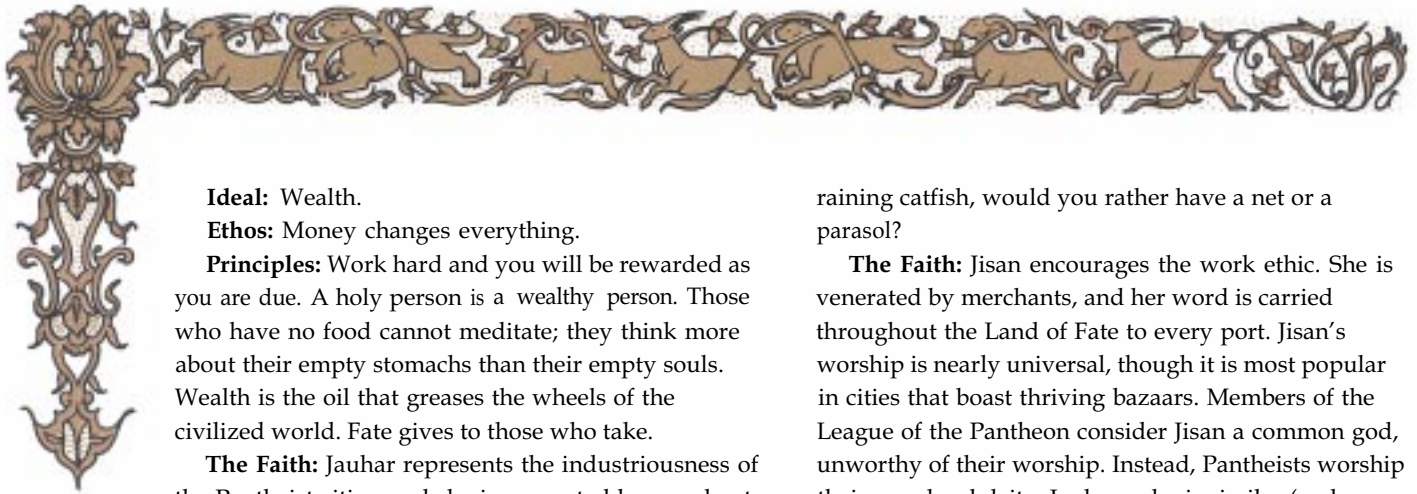 Ideal: Wealth.
Ethos: Money changes everything.
Principles: Work hard and you will be rewarded as
you are due. A holy person is a wealthy person. Those
who have no food cannot meditate; they think more
about their empty stomachs than their empty souls.
Wealth is the oil that greases the wheels of the
civilized world. Fate gives to those who take.
The Faith: Jauhar represents the industriousness of
raining catfish, would you rather have a net or a
parasol?
The Faith: Jisan encourages the work ethic. She is
venerated by merchants, and her word is carried
throughout the Land of Fate to every port. Jisan’s
worship is nearly universal, though it is most popular
in cities that boast thriving bazaars. Members of the
League of the Pantheon consider Jisan a common god,
unworthy of their worship. Instead, Pantheists worship